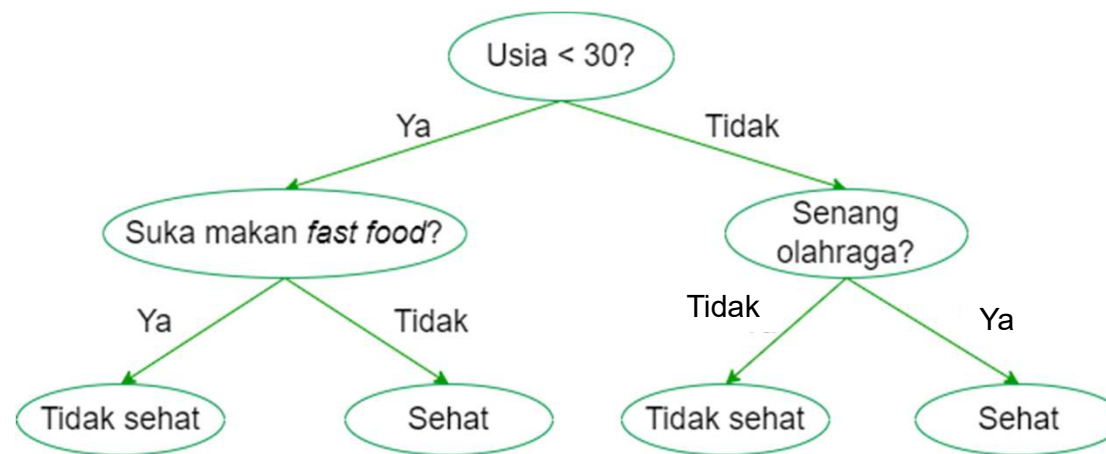 Usia < 30?
Ya
Tidak
Suka makan fast food?
Senang
olahraga?
Ya
Tidak
Tidak
Ya
Tidak sehat
Sehat
Tidak sehat
Sehat